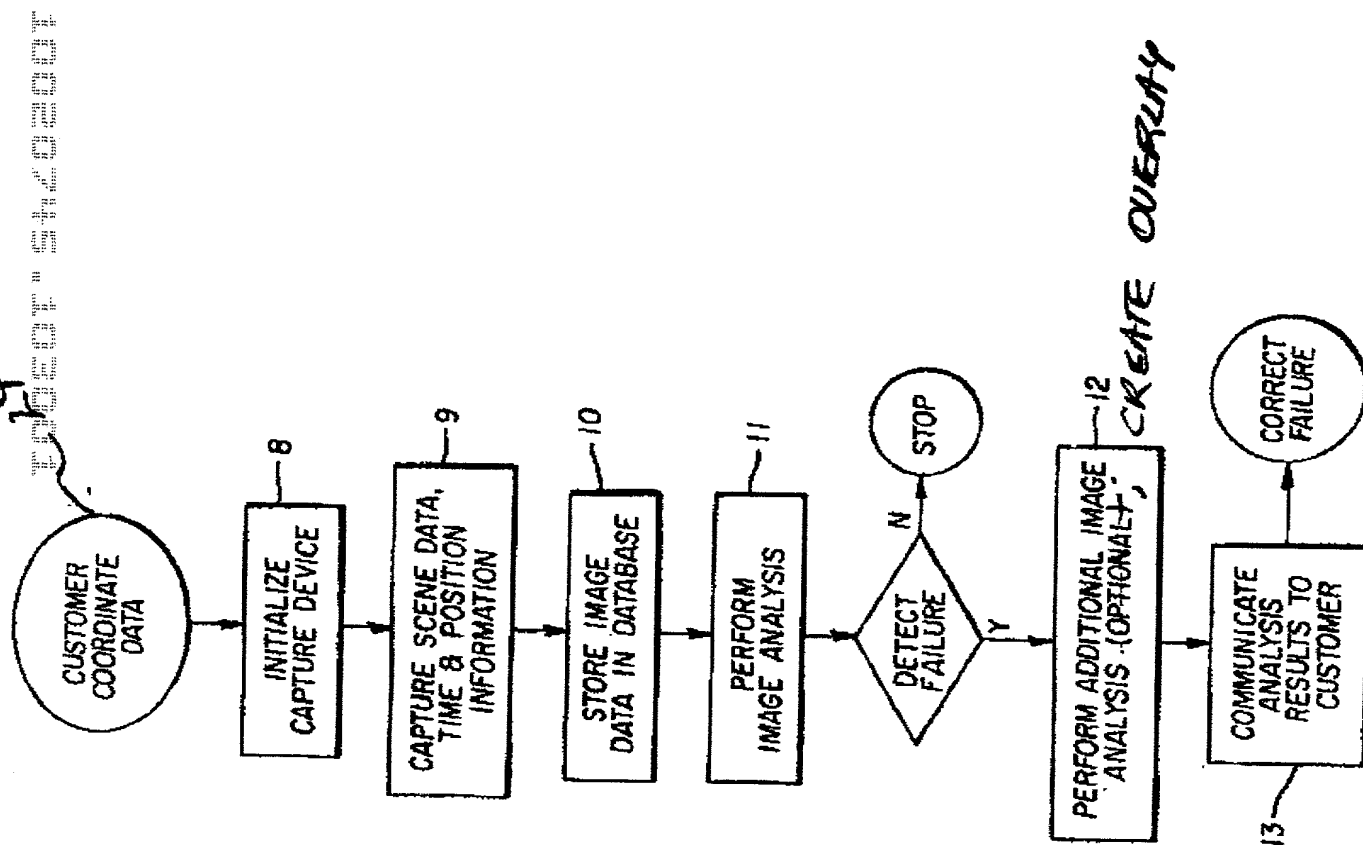 CUSTOMER
COORDINATE
DATA
8
INITIALIZE
CAPTURE DEVICE
9
CAPTURE SCENE DATA,
TIME & POSITION
INFORMATION
10
STORE IMAGE
DATA IN DATABASE
11
PERFORM
IMAGE ANALYSIS
DETECT
FAILURE
N
STOP
Y
12
PERFORM ADDITIONAL IMAGE
ANALYSIS (OPTIONAL);
CREATE OVERLAY
13
COMMUNICATE
ANALYSIS
RESULTS TO
CUSTOMER
CORRECT
FAILURE